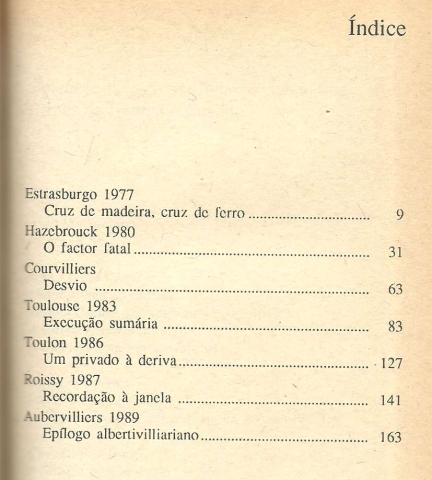 Índice
Estrasburgo 1977
Cruz de madeira, cruz de ferro ................................ 9
Hazebrouck 1980
O factor fatal ................................................................ 31
Courvilliers
Desvio ........................................................................ 63
Toulouse 1983
Execução sumária ...................................................... 83
Toulon 1986
Um privado à deriva .................................................. 127
Roissy 1987
Recordação à janela .................................................. 141
Aubervilliers 1989
Epílogo albertivilliariano ............................................ 163